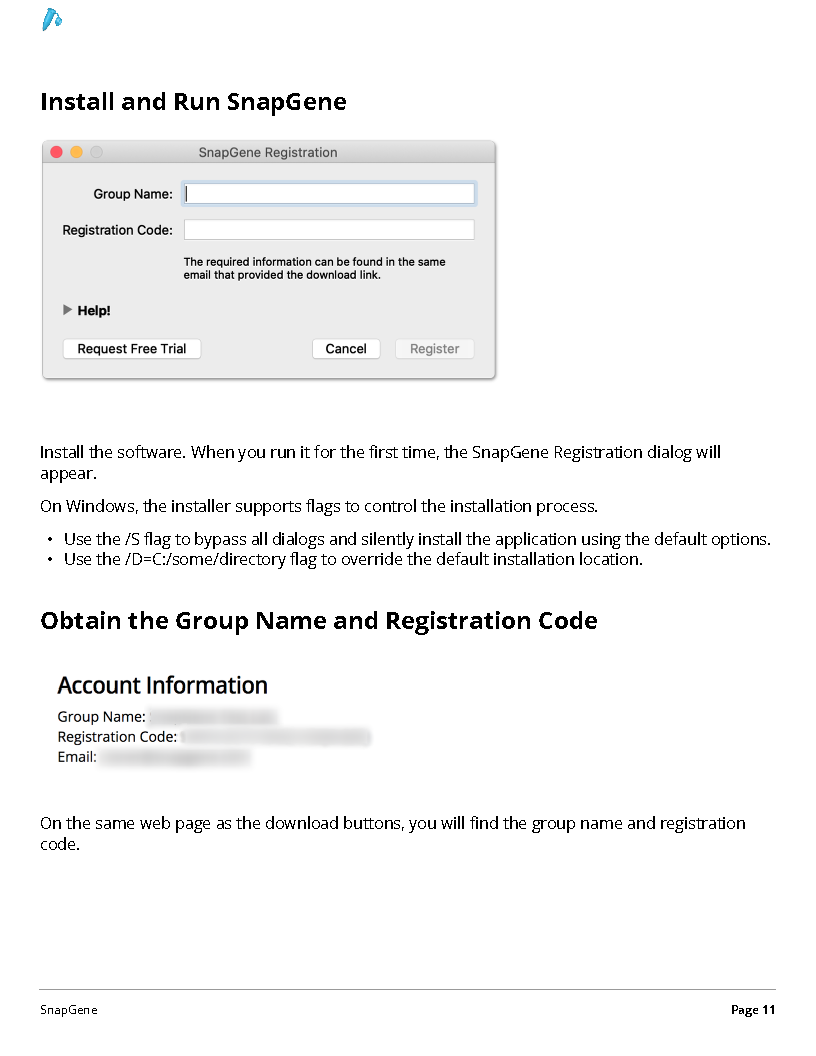 Install and Run SnapGene
SnapGene Registration
Group Name:
Registration Code:
The required information can be found in the same
email that provided the download link.
Help!
Request Free Trial
Cancel
Register
Install the software. When you run it for the first time, the SnapGene Registration dialog will
appear.
On Windows, the installer supports flags to control the installation process.
• Use the /S flag to bypass all dialogs and silently install the application using the default options.
• Use the /D=C:/some/directory flag to override the default installation location.
Obtain the Group Name and Registration Code
Account Information
Group Name:
Registration Code:
Email:
On the same web page as the download buttons, you will find the group name and registration
code.
SnapGene
Page 11